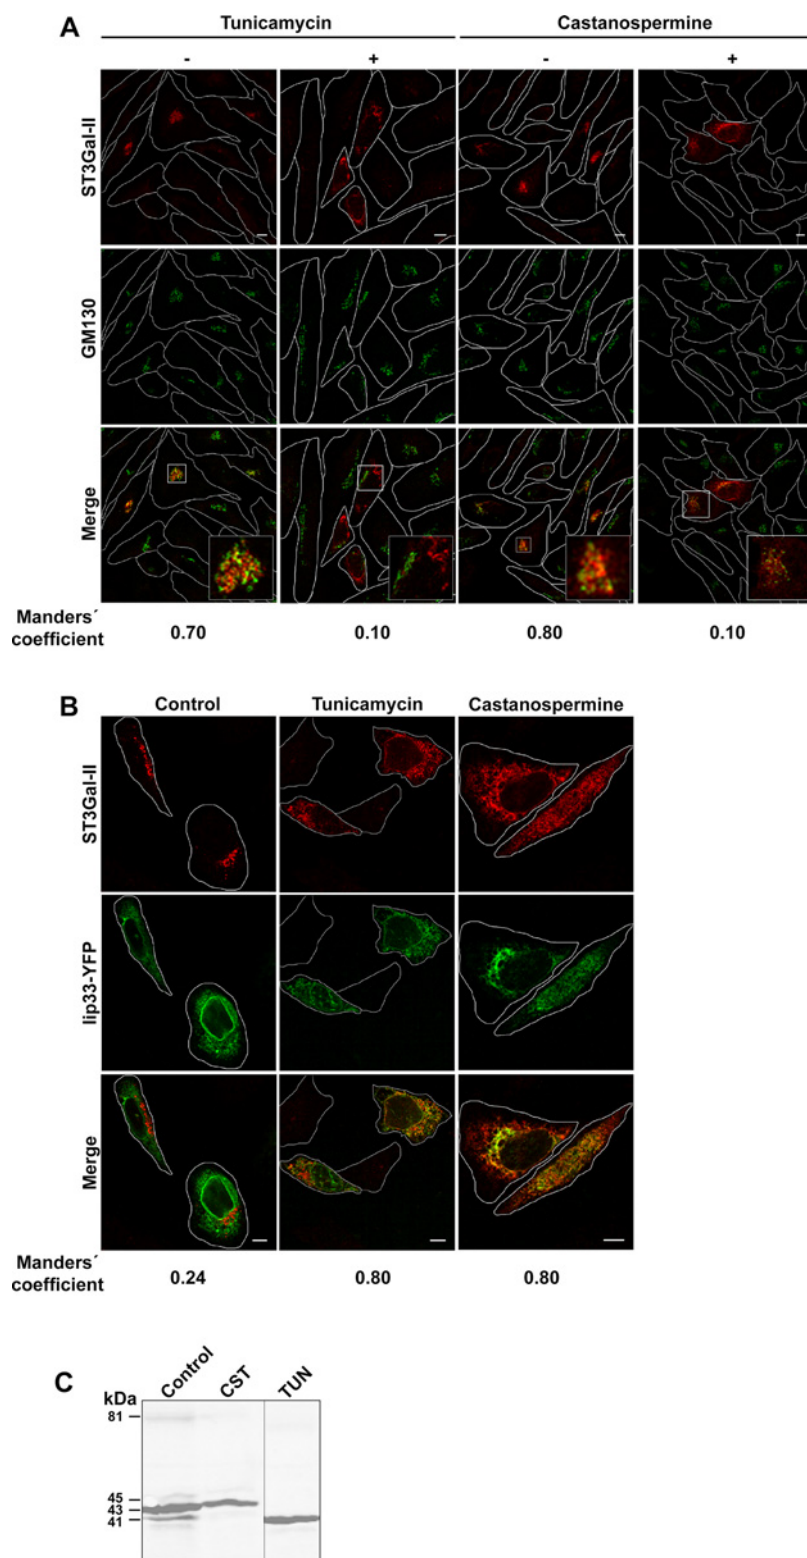 A
Tunicamycin Castanospermine
- + - +
ST3Gal-II
GM130
Merge
Manders´
coefficient
0.70 0.10 0.80 0.10
B
Control Tunicamycin Castanospermine
ST3Gal-II
Iip33-YFP
Merge
Manders´
coefficient
0.24 0.80 0.80
C
Control CST TUN
kDa
81
45
43
41